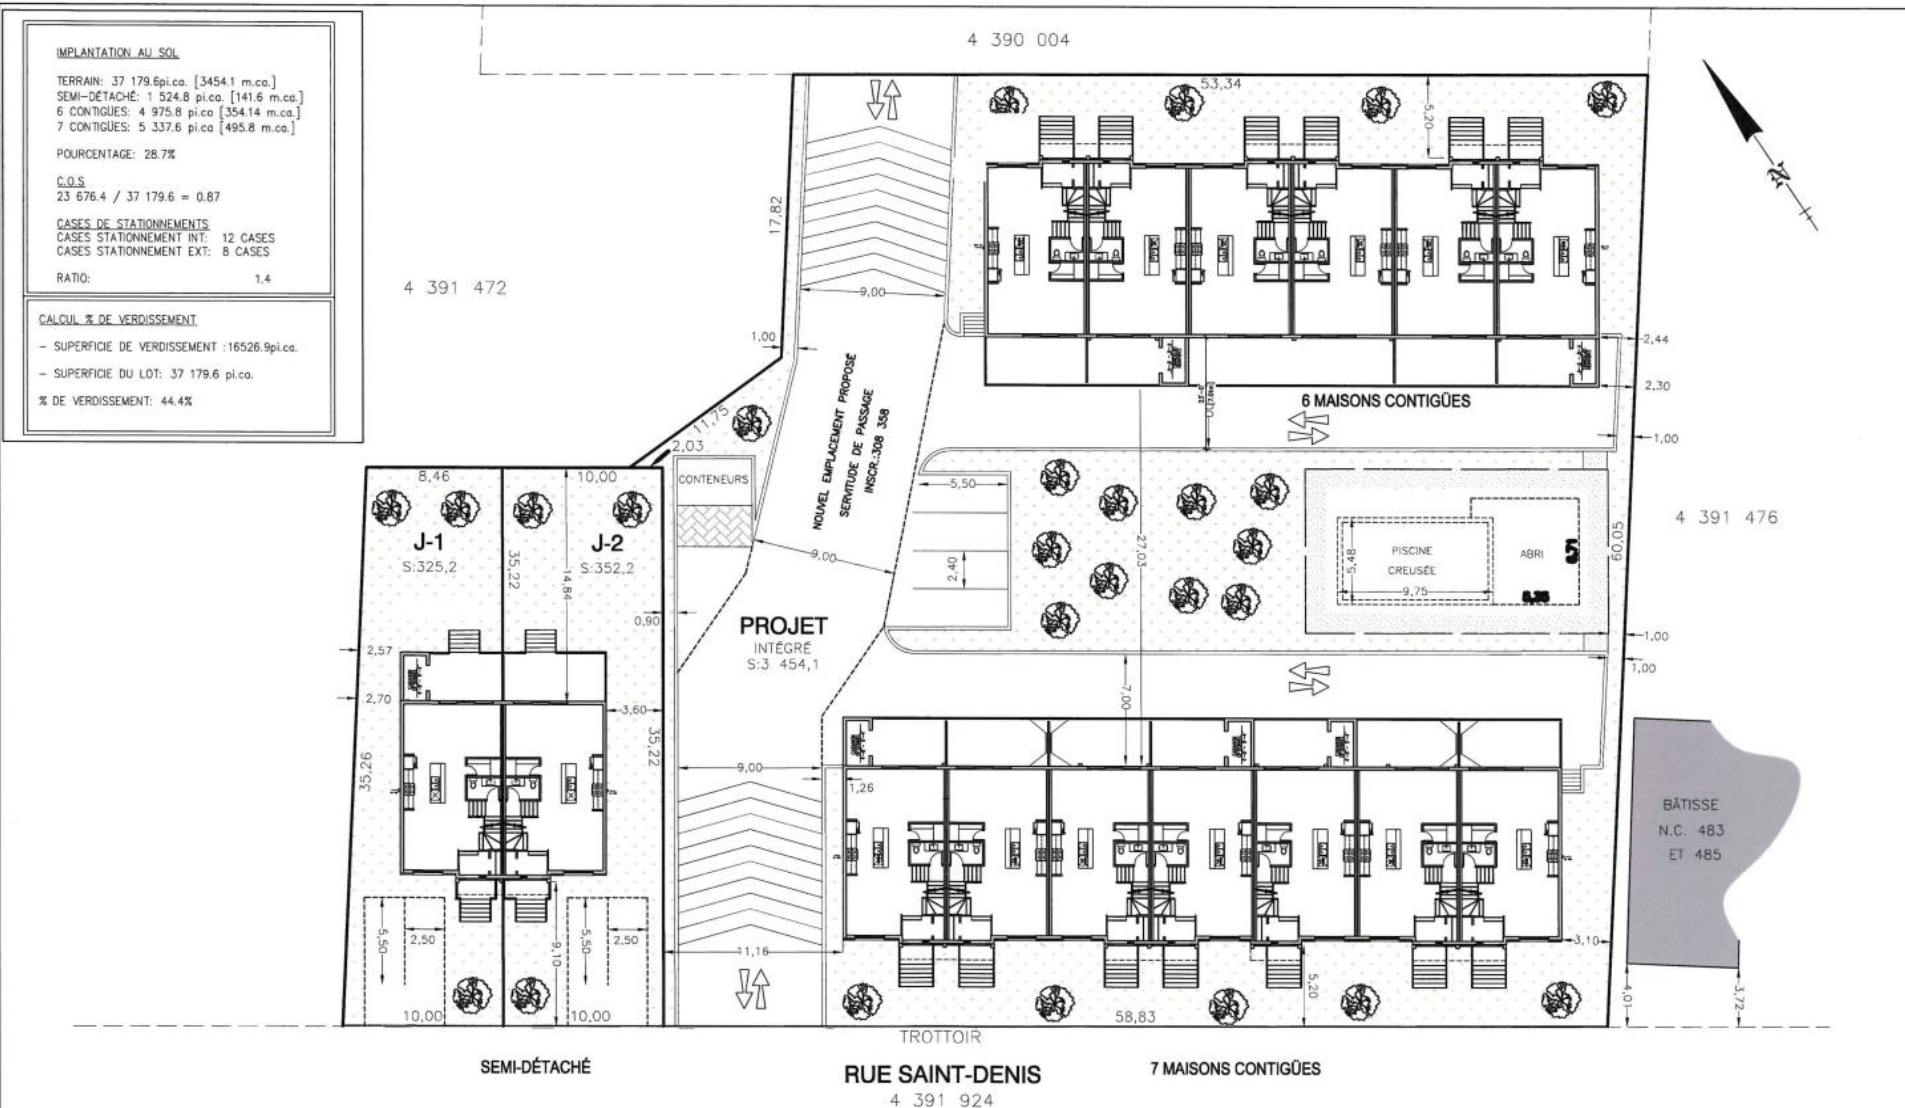 IMPLANTATION AU SOL
TERRAIN: 37 179.6pi.ca. [3454.1 m.ca.]
SEMI-DÉTACHÉ: 1 524.8 pi.ca. [141.6 m.ca.]
6 CONTIGÜES: 4 975.8 pi.ca [354.14 m.ca.]
7 CONTIGÜES: 5 337.6 pi.ca [495.8 m.ca.]
POURCENTAGE: 28.7%
C.O.S
23 676.4 / 37 179.6 = 0.87
CASES DE STATIONNEMENTS
CASES STATIONNEMENT INT: 12 CASES
CASES STATIONNEMENT EXT: 8 CASES
RATIO: 1.4
CALCUL % DE VERDISSEMENT
- SUPERFICIE DE VERDISSEMENT :16526.9pi.ca.
- SUPERFICIE DU LOT: 37 179.6 pi.ca.
% DE VERDISSEMENT: 44.4%
4 390 004
53,34
5,20
N
17,82
4 391 472
9,00
1,00
2,44
2,30
6 MAISONS CONTIGÜES
1,00
NOUVEL EMPLACEMENT PROPOSÉ
SERVITUDE DE PASSAGE
INSCR.:308 358
11,75
2,03
CONTENEURS
8,46
10,00
J-1
S:325,2
J-2
S:352,2
35,22
14,84
5,50
2,40
27,03
9,00
PISCINE
CREUSÉE
5,48
9,75
ABRI
6,71
5,35
60,05
4 391 476
0,90
PROJET
INTÉGRÉ
S:3 454,1
1,00
1,00
2,57
2,70
3,60
35,22
35,26
7,00
9,00
1,26
BÂTISSE
N.C. 483
ET 485
5,50
2,50
9,10
5,50
2,50
11,16
3,10
5,20
4,01
3,72
10,00
10,00
58,83
TROTTOIR
SEMI-DÉTACHÉ
RUE SAINT-DENIS
7 MAISONS CONTIGÜES
4 391 924